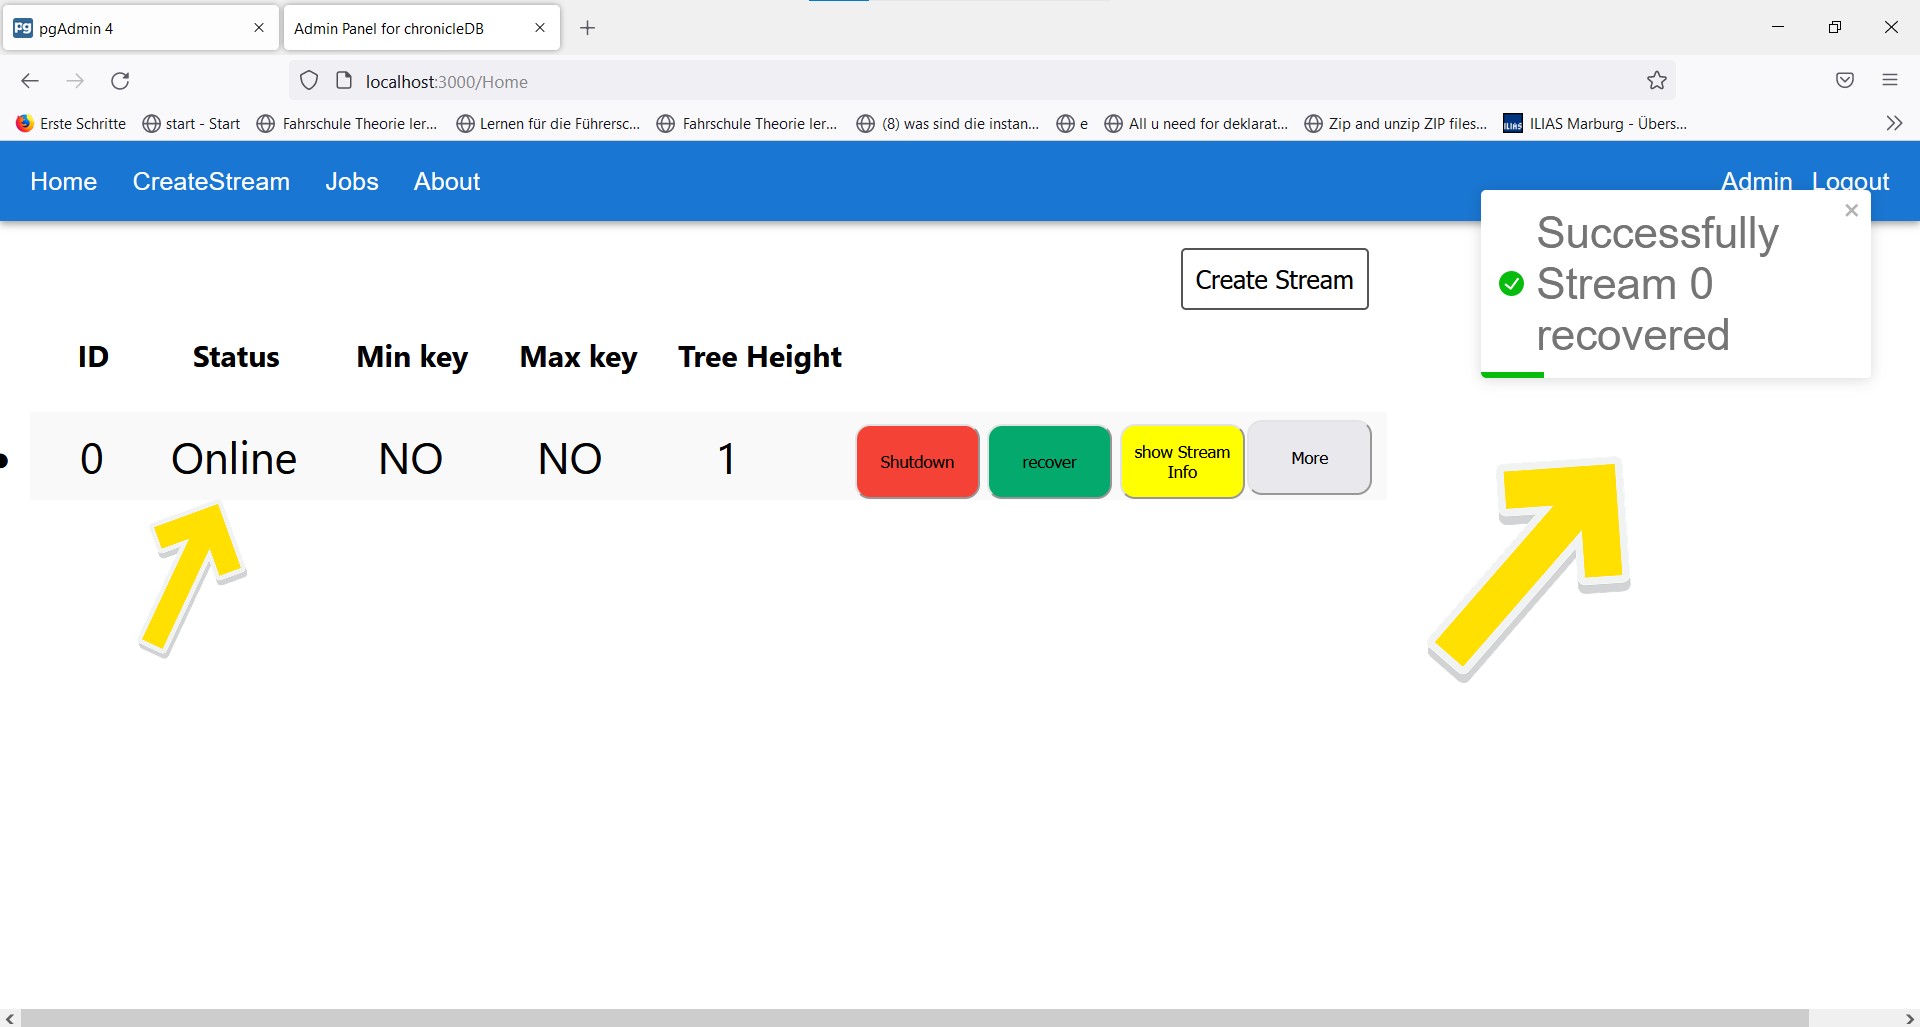 pg pgAdmin 4
Admin Panel for chronicleDB
localhost:3000/Home
Erste Schritte start - Start Fahrschule Theorie ler... Lernen für die Führersc... Fahrschule Theorie ler... (8) was sind die instan... e All u need for deklarat... Zip and unzip ZIP files... ILIAS ILIAS Marburg - Übers...
Home CreateStream Jobs About Admin Logout
Successfully
Stream 0
recovered
Create Stream
ID Status Min key Max key Tree Height
0 Online NO NO 1 Shutdown recover show Stream Info More